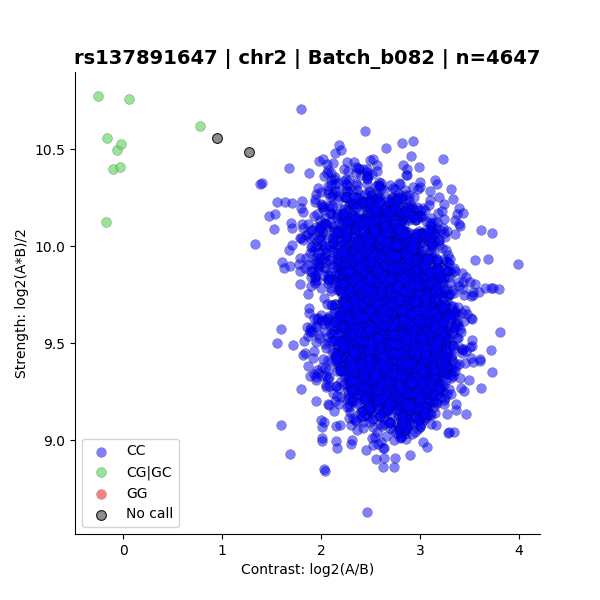 rs137891647 | chr2 | Batch_b082 | n=4647
Strength: log2(A*B)/2
10.5
10.0
9.5
9.0
CC
CG|GC
GG
No call
0 1 2 3 4
Contrast: log2(A/B)